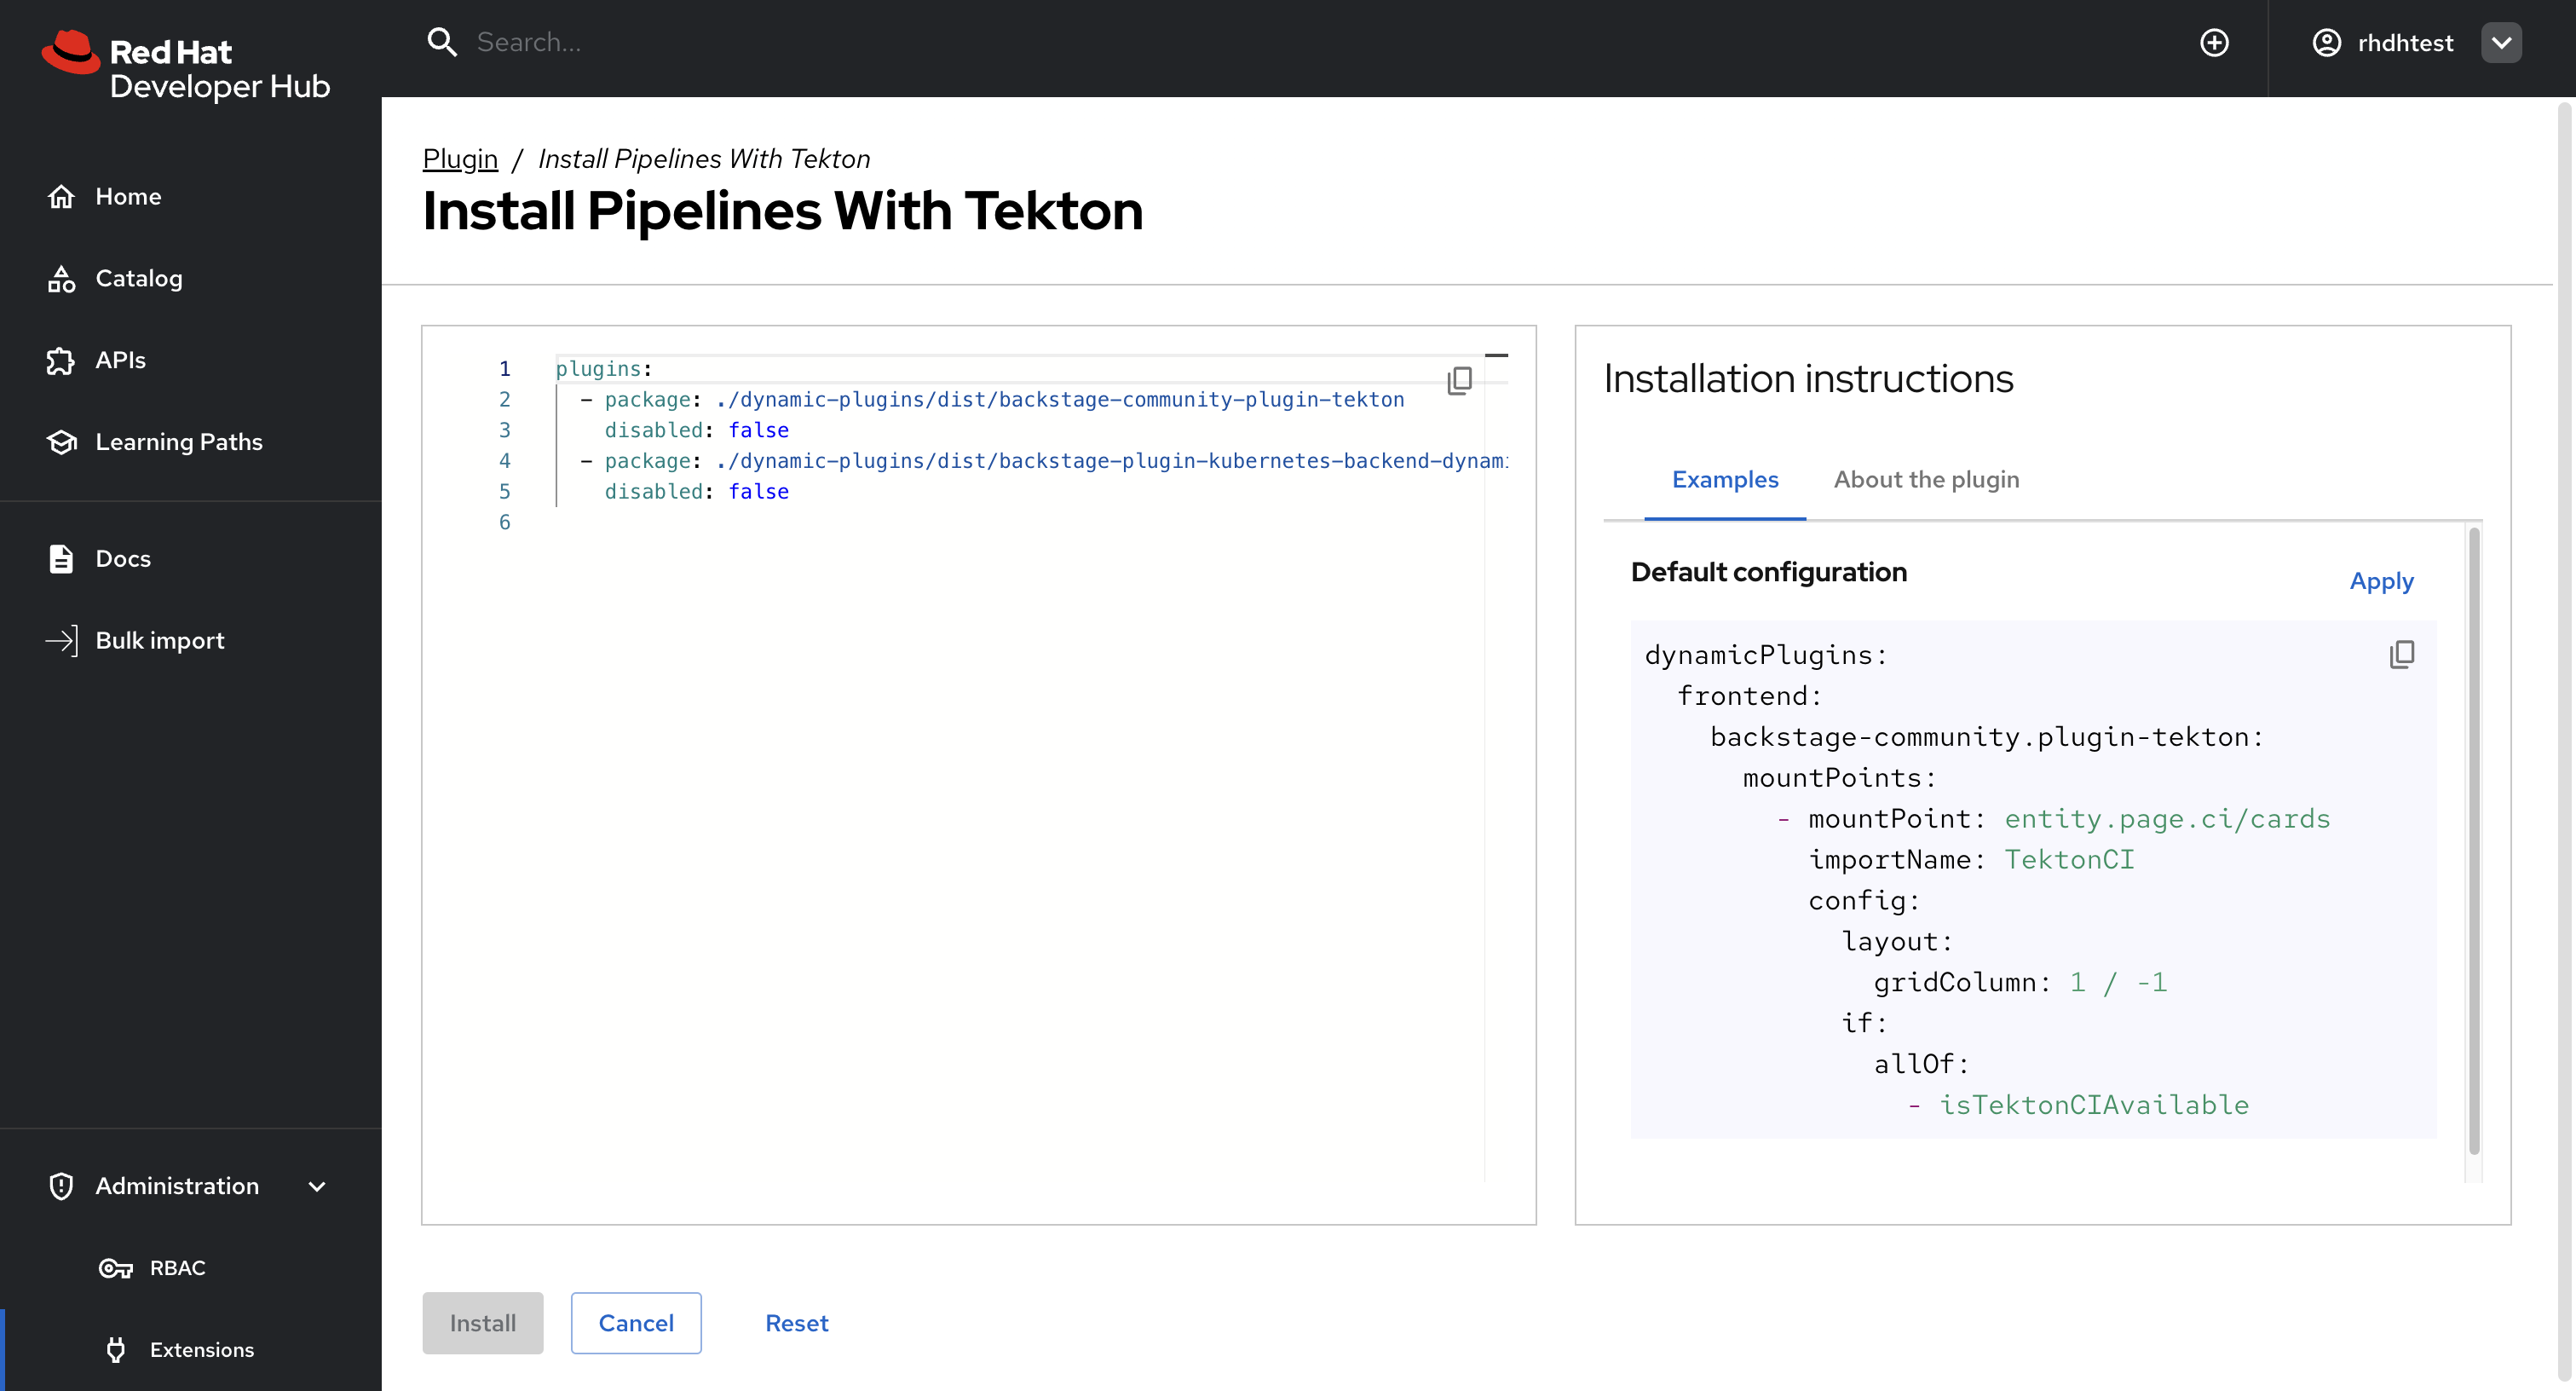 Red Hat
Developer Hub
Search...
rhdhtest
Home
Catalog
APIs
Learning Paths
Docs
Bulk import
Administration
RBAC
Extensions
Plugin / Install Pipelines With Tekton
Install Pipelines With Tekton
1 plugins:
2   - package: ./dynamic-plugins/dist/backstage-community-plugin-tekton
3     disabled: false
4   - package: ./dynamic-plugins/dist/backstage-plugin-kubernetes-backend-dynami
5     disabled: false
6
Installation instructions
Examples About the plugin
Default configuration
Apply
dynamicPlugins:
  frontend:
    backstage-community.plugin-tekton:
      mountPoints:
        - mountPoint: entity.page.ci/cards
          importName: TektonCI
          config:
            layout:
              gridColumn: 1 / -1
            if:
              allOf:
                - isTektonCIAvailable
Install Cancel Reset